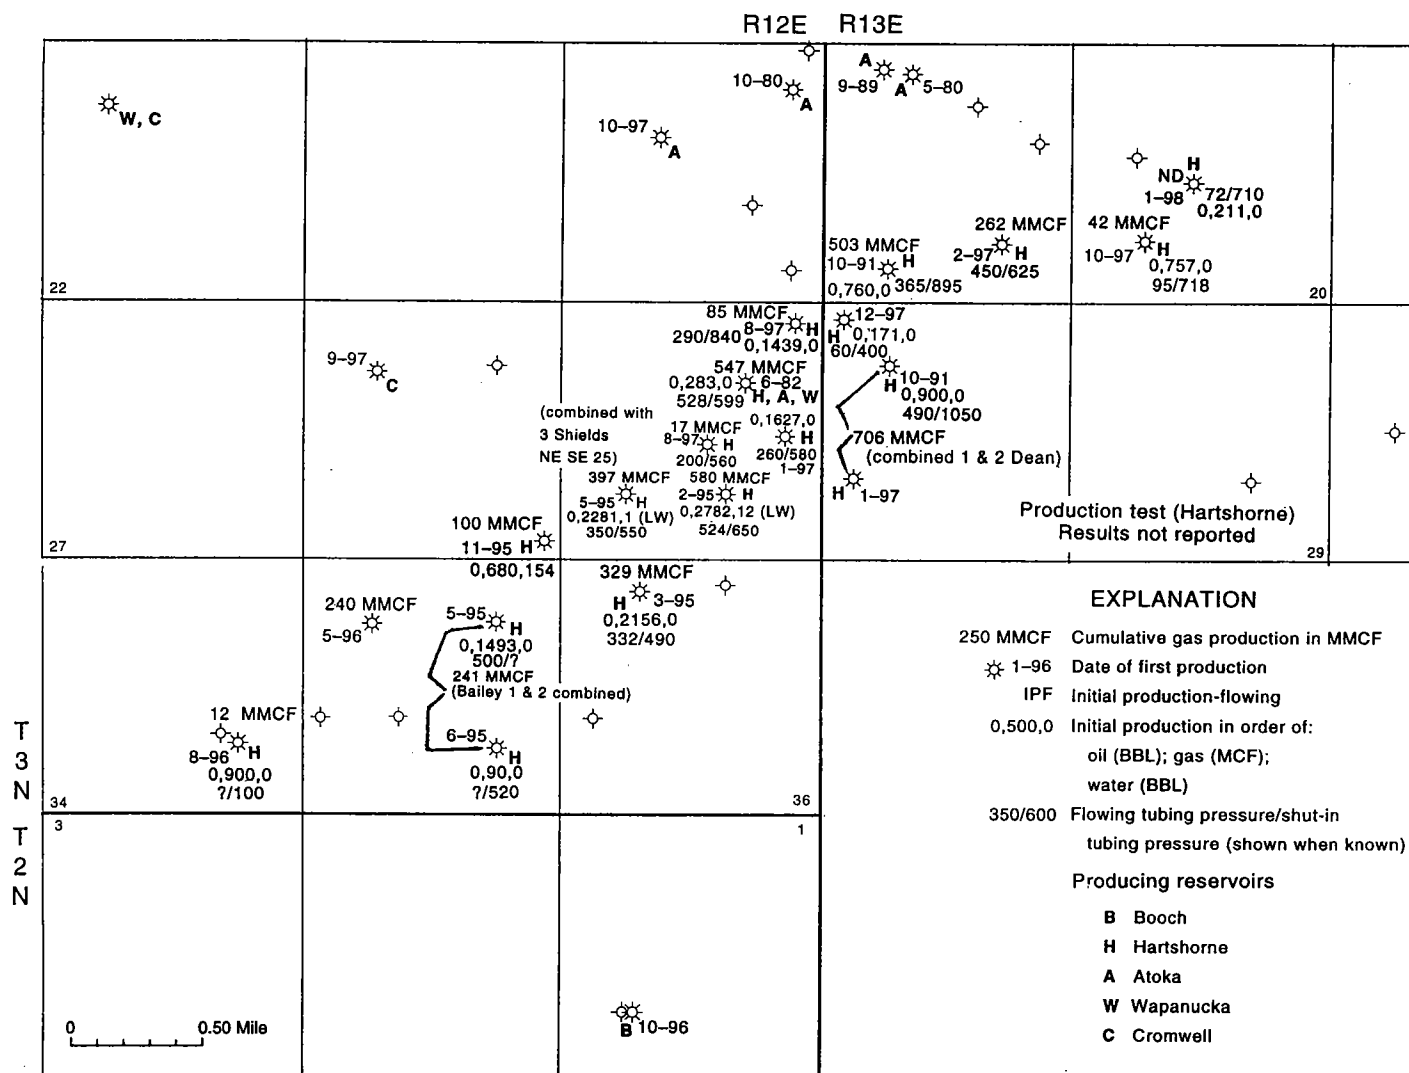 R12E R13E
10–80
A
A
9–89
A
5–80
W, C
10–97
A
H
ND
1–98
72/710
0,211,0
262 MMCF
2–97
H
450/625
42 MMCF
10–97
H
0,757,0
95/718
503 MMCF
10–91
H
0,760,0
365/895
22
20
85 MMCF
8–97
H
290/840
0,1439,0
12–97
H
0,171,0
60/400
9–97
C
547 MMCF
0,283,0
6–82
H, A, W
528/599
10–91
H
0,900,0
490/1050
(combined with
3 Shields
NE SE 25)
17 MMCF
8–97
H
200/560
0,1627,0
H
260/580
1–97
706 MMCF
(combined 1 & 2 Dean)
H
1–97
397 MMCF
5–95
H
0,2281,1 (LW)
350/550
580 MMCF
2–95
H
0,2782,12 (LW)
524/650
Production test (Hartshorne)
Results not reported
100 MMCF
11–95
H
0,680,154
27
29
329 MMCF
H
3–95
0,2156,0
332/490
240 MMCF
5–96
5–95
H
0,1493,0
500/?
241 MMCF
(Bailey 1 & 2 combined)
6–95
H
0,90,0
?/520
12 MMCF
8–96
H
0,900,0
?/100
34
36
T
3
N
T
2
N
3
1
B
10–96
0
0.50 Mile
EXPLANATION
250 MMCF Cumulative gas production in MMCF
1–96 Date of first production
IPF Initial production-flowing
0,500,0 Initial production in order of:
oil (BBL); gas (MCF);
water (BBL)
350/600 Flowing tubing pressure/shut-in
tubing pressure (shown when known)
Producing reservoirs
B Booch
H Hartshorne
A Atoka
W Wapanucka
C Cromwell